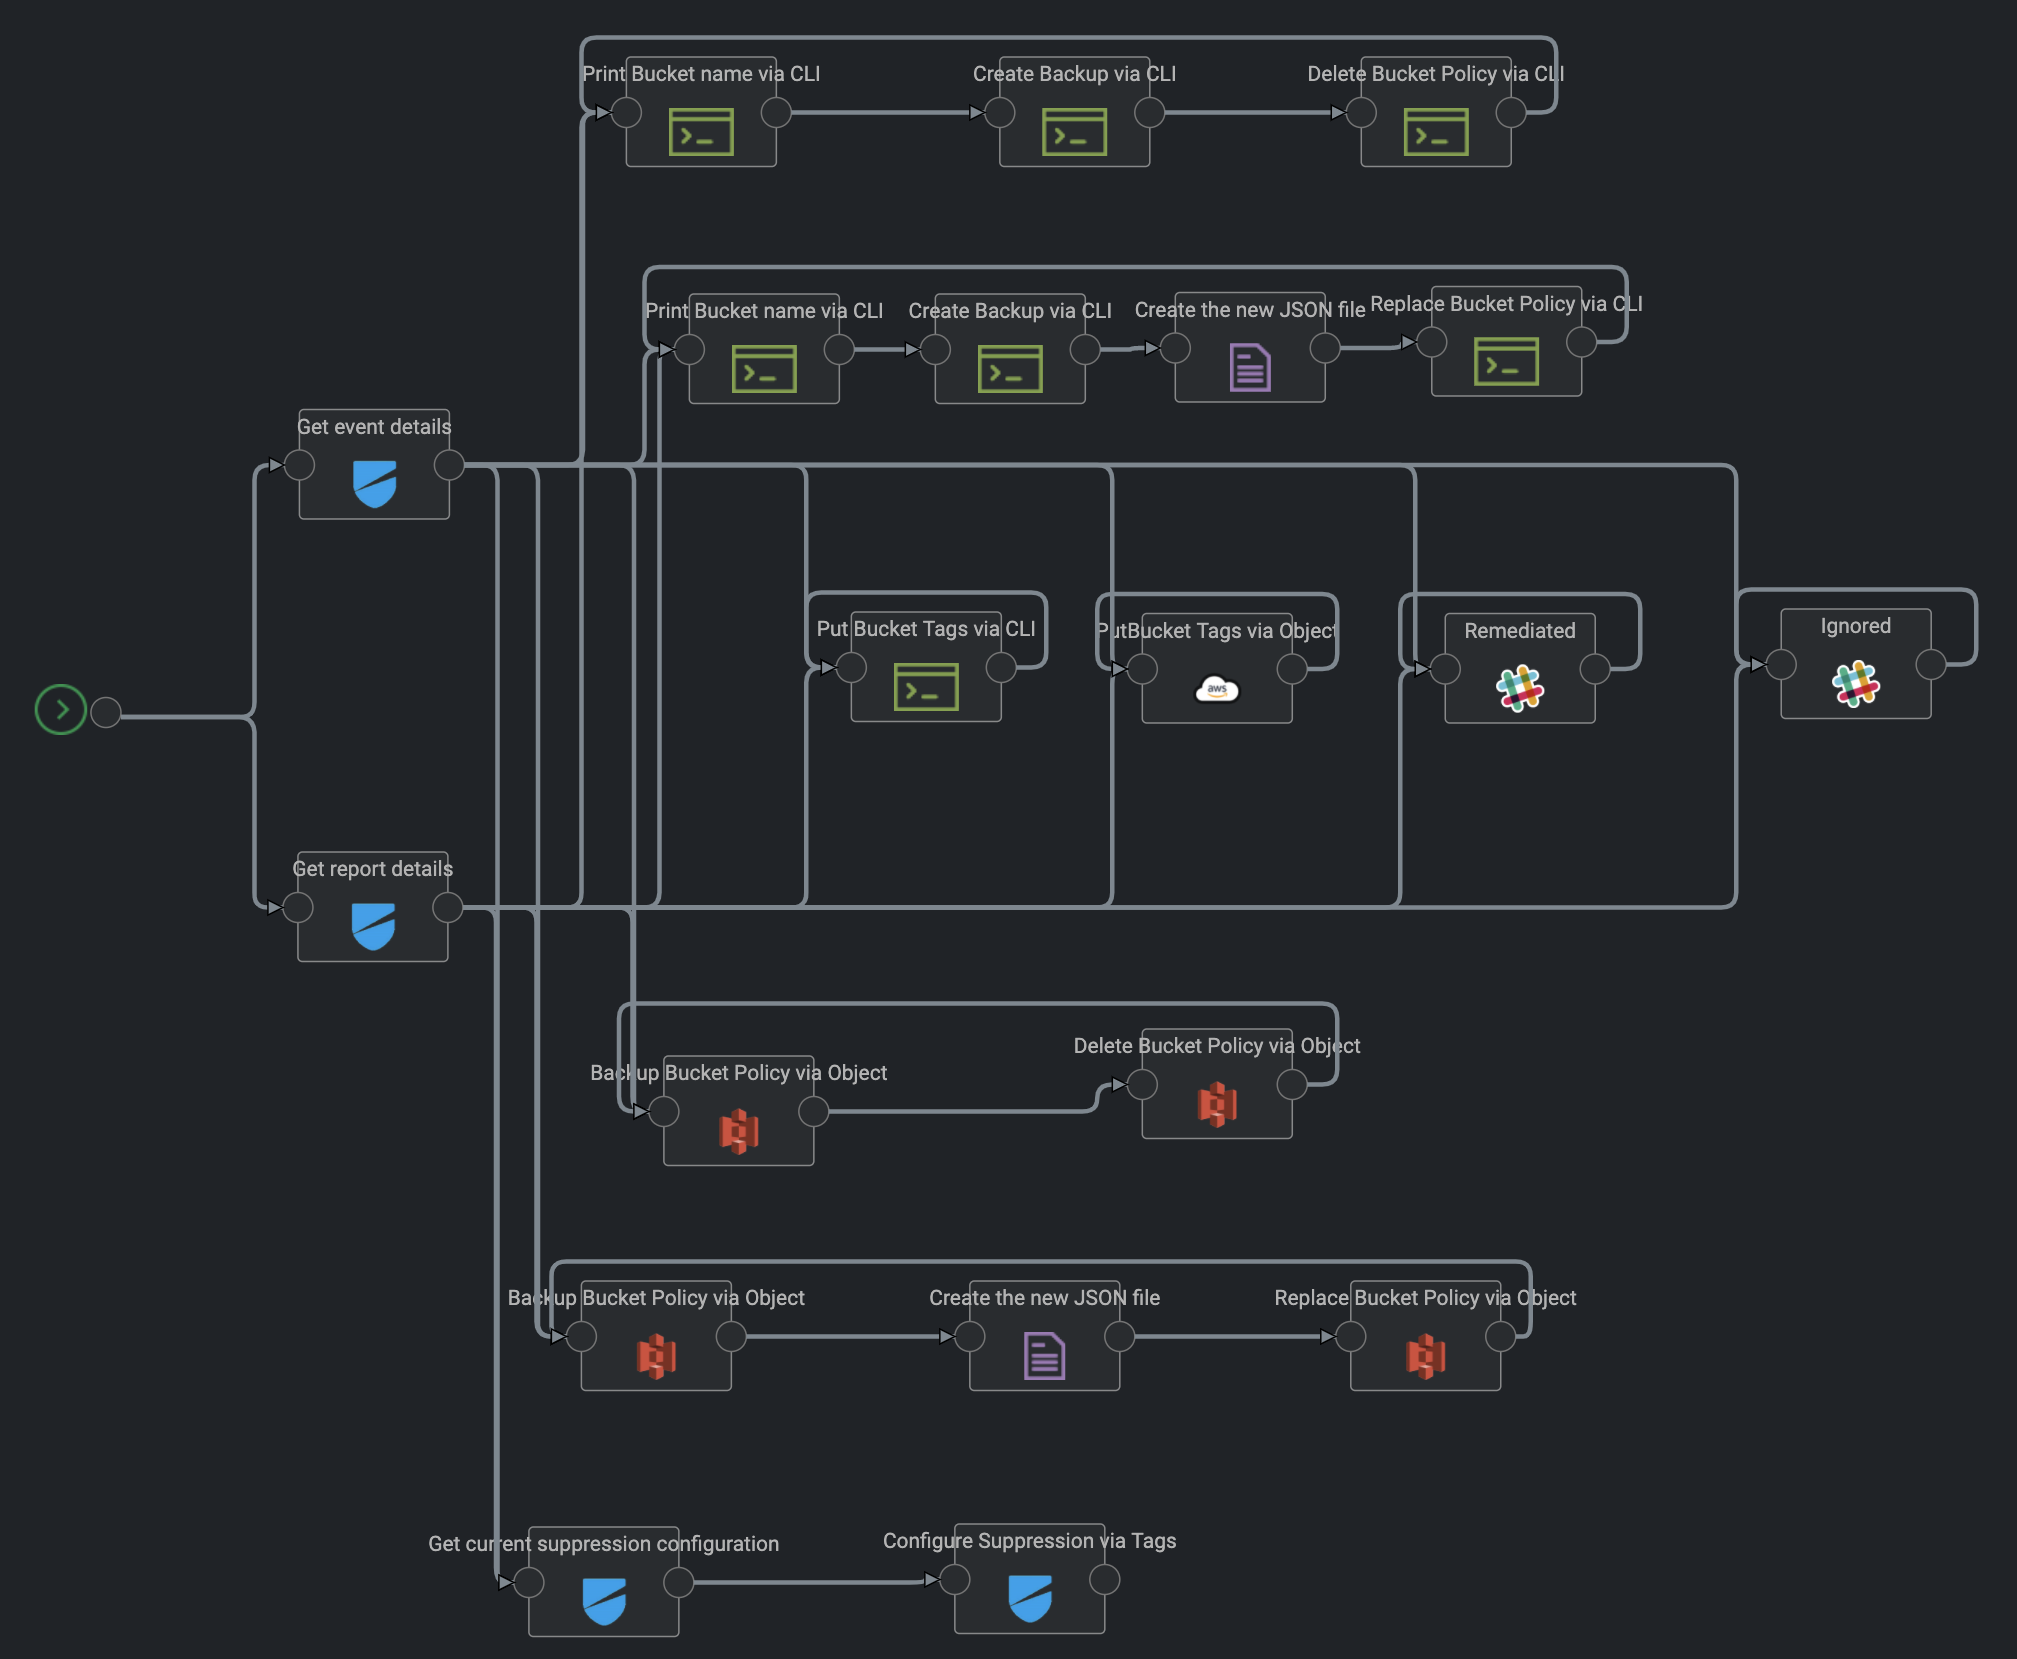 Print Bucket name via CLI
Create Backup via CLI
Delete Bucket Policy via CLI
Print Bucket name via CLI
Create Backup via CLI
Create the new JSON file
Replace Bucket Policy via CLI
Get event details
Put Bucket Tags via CLI
PutBucket Tags via Object
aws
Remediated
Ignored
Get report details
Backup Bucket Policy via Object
Delete Bucket Policy via Object
Backup Bucket Policy via Object
Create the new JSON file
Replace Bucket Policy via Object
Get current suppression configuration
Configure Suppression via Tags